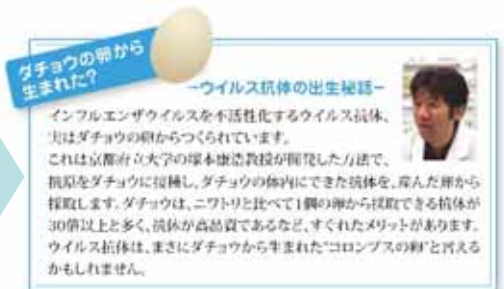 ダチョウの卵から
生まれた?
ーウイルス抗体の出生秘話ー
インフルエンザウイルスを不活性化するウイルス抗体、
実はダチョウの卵からつくられています。
これは京都府立大学の塚本康浩教授が開発した方法で、
抗原をダチョウに接種し、ダチョウの体内にできた抗体を、産んだ卵から
採取します。ダチョウは、ニワトリと比べて1個の卵から採取できる抗体が
30倍以上と多く、抗体が高品質であるなど、すぐれたメリットがあります。
ウイルス抗体は、まさにダチョウから生まれた"コロンブスの卵"と言える
かもしれません。